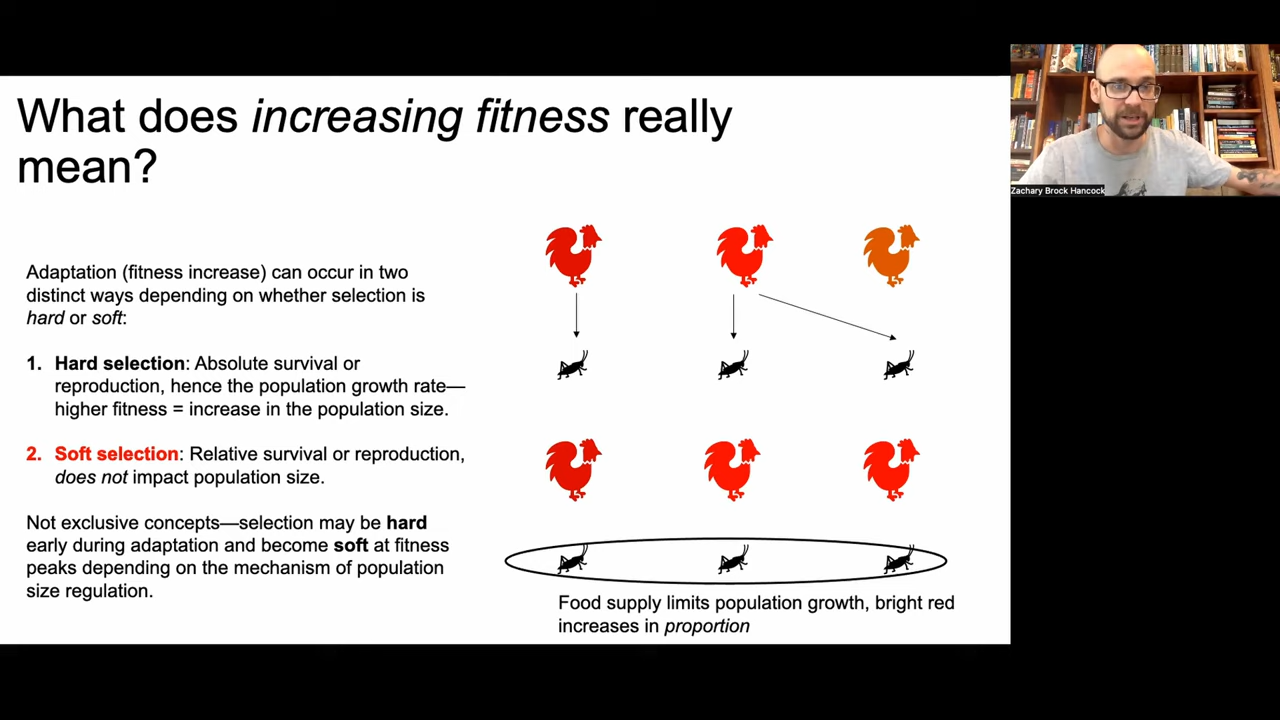 What does increasing fitness really
mean?
Adaptation (fitness increase) can occur in two
distinct ways depending on whether selection is
hard or soft:
1. Hard selection: Absolute survival or
reproduction, hence the population growth rate—
higher fitness = increase in the population size.
2. Soft selection: Relative survival or reproduction,
does not impact population size.
Not exclusive concepts—selection may be hard
early during adaptation and become soft at fitness
peaks depending on the mechanism of population
size regulation.
Food supply limits population growth, bright red
increases in proportion
Zachary Brock Hancock